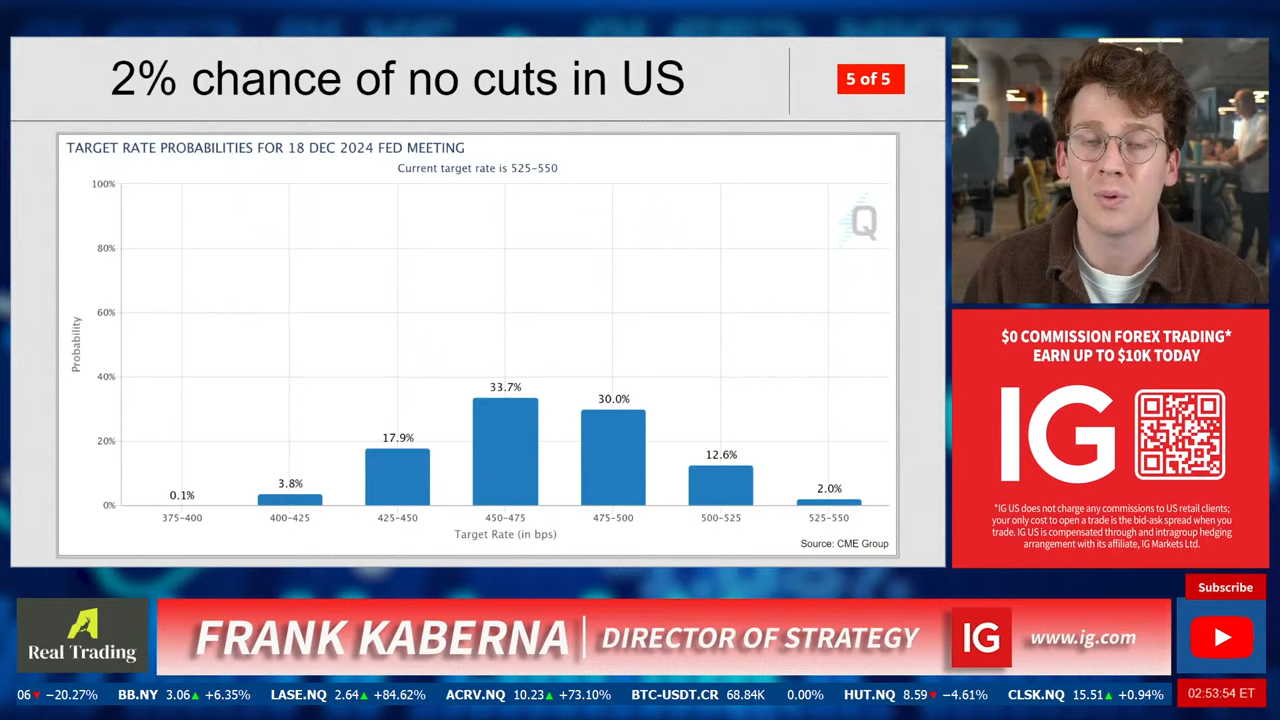 2% chance of no cuts in US
5 of 5
TARGET RATE PROBABILITIES FOR 18 DEC 2024 FED MEETING
Current target rate is 525–550
Q
Probability
100%
80%
60%
40%
20%
0%
0.1%
3.8%
17.9%
33.7%
30.0%
12.6%
2.0%
375–400
400–425
425–450
450–475
475–500
500–525
525–550
Target Rate (in bps)
Source: CME Group
$0 COMMISSION FOREX TRADING*
EARN UP TO $10K TODAY
IG
*IG US does not charge any commissions to US retail clients;
your only cost to open a trade is the bid-ask spread when you
trade. IG US is compensated through and intragroup hedging
arrangement with its affiliate, IG Markets Ltd.
Subscribe
Real Trading
FRANK KABERNA
DIRECTOR OF STRATEGY
IG
www.ig.com
06▼ −20.27% BB.NY 3.06▲ +6.35% LASE.NQ 2.64▲ +84.62% ACRV.NQ 10.23▲ +73.10% BTC-USDT.CR 68.84K 0.00% HUT.NQ 8.59▼ −4.61% CLSK.NQ 15.51▲ +0.94%
02:53:54 ET